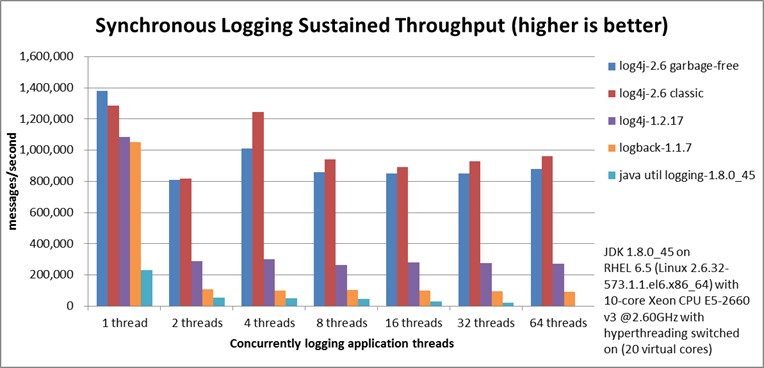 Synchronous Logging Sustained Throughput (higher is better)
1,600,000
1,400,000
1,200,000
1,000,000
800,000
600,000
400,000
200,000
0
messages/second
1 thread
2 threads
4 threads
8 threads
16 threads
32 threads
64 threads
Concurrently logging application threads
log4j-2.6 garbage-free
log4j-2.6 classic
log4j-1.2.17
logback-1.1.7
java util logging-1.8.0_45
JDK 1.8.0_45 on
RHEL 6.5 (Linux 2.6.32-
573.1.1.el6.x86_64) with
10-core Xeon CPU E5-2660
v3 @2.60GHz with
hyperthreading switched
on (20 virtual cores)